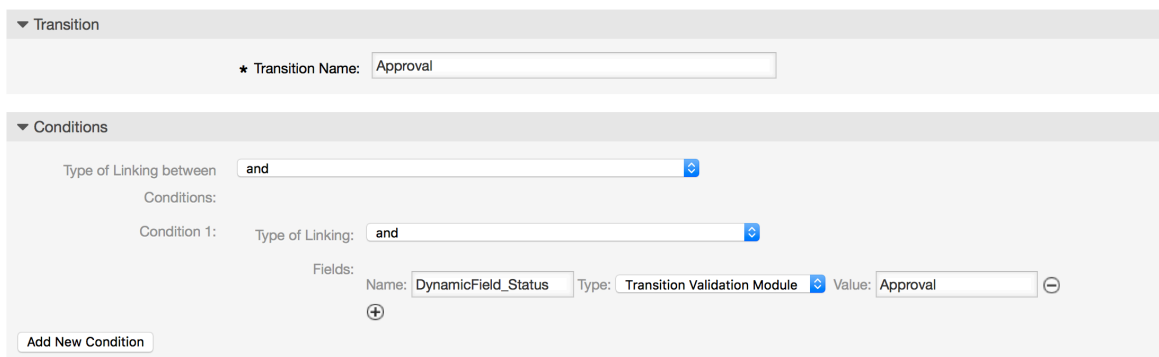 Transition
* Transition Name: Approval
Conditions
Type of Linking between and
Conditions:
Condition 1: Type of Linking: and
Fields:
Name: DynamicField_Status Type: Transition Validation Module Value: Approval
Add New Condition